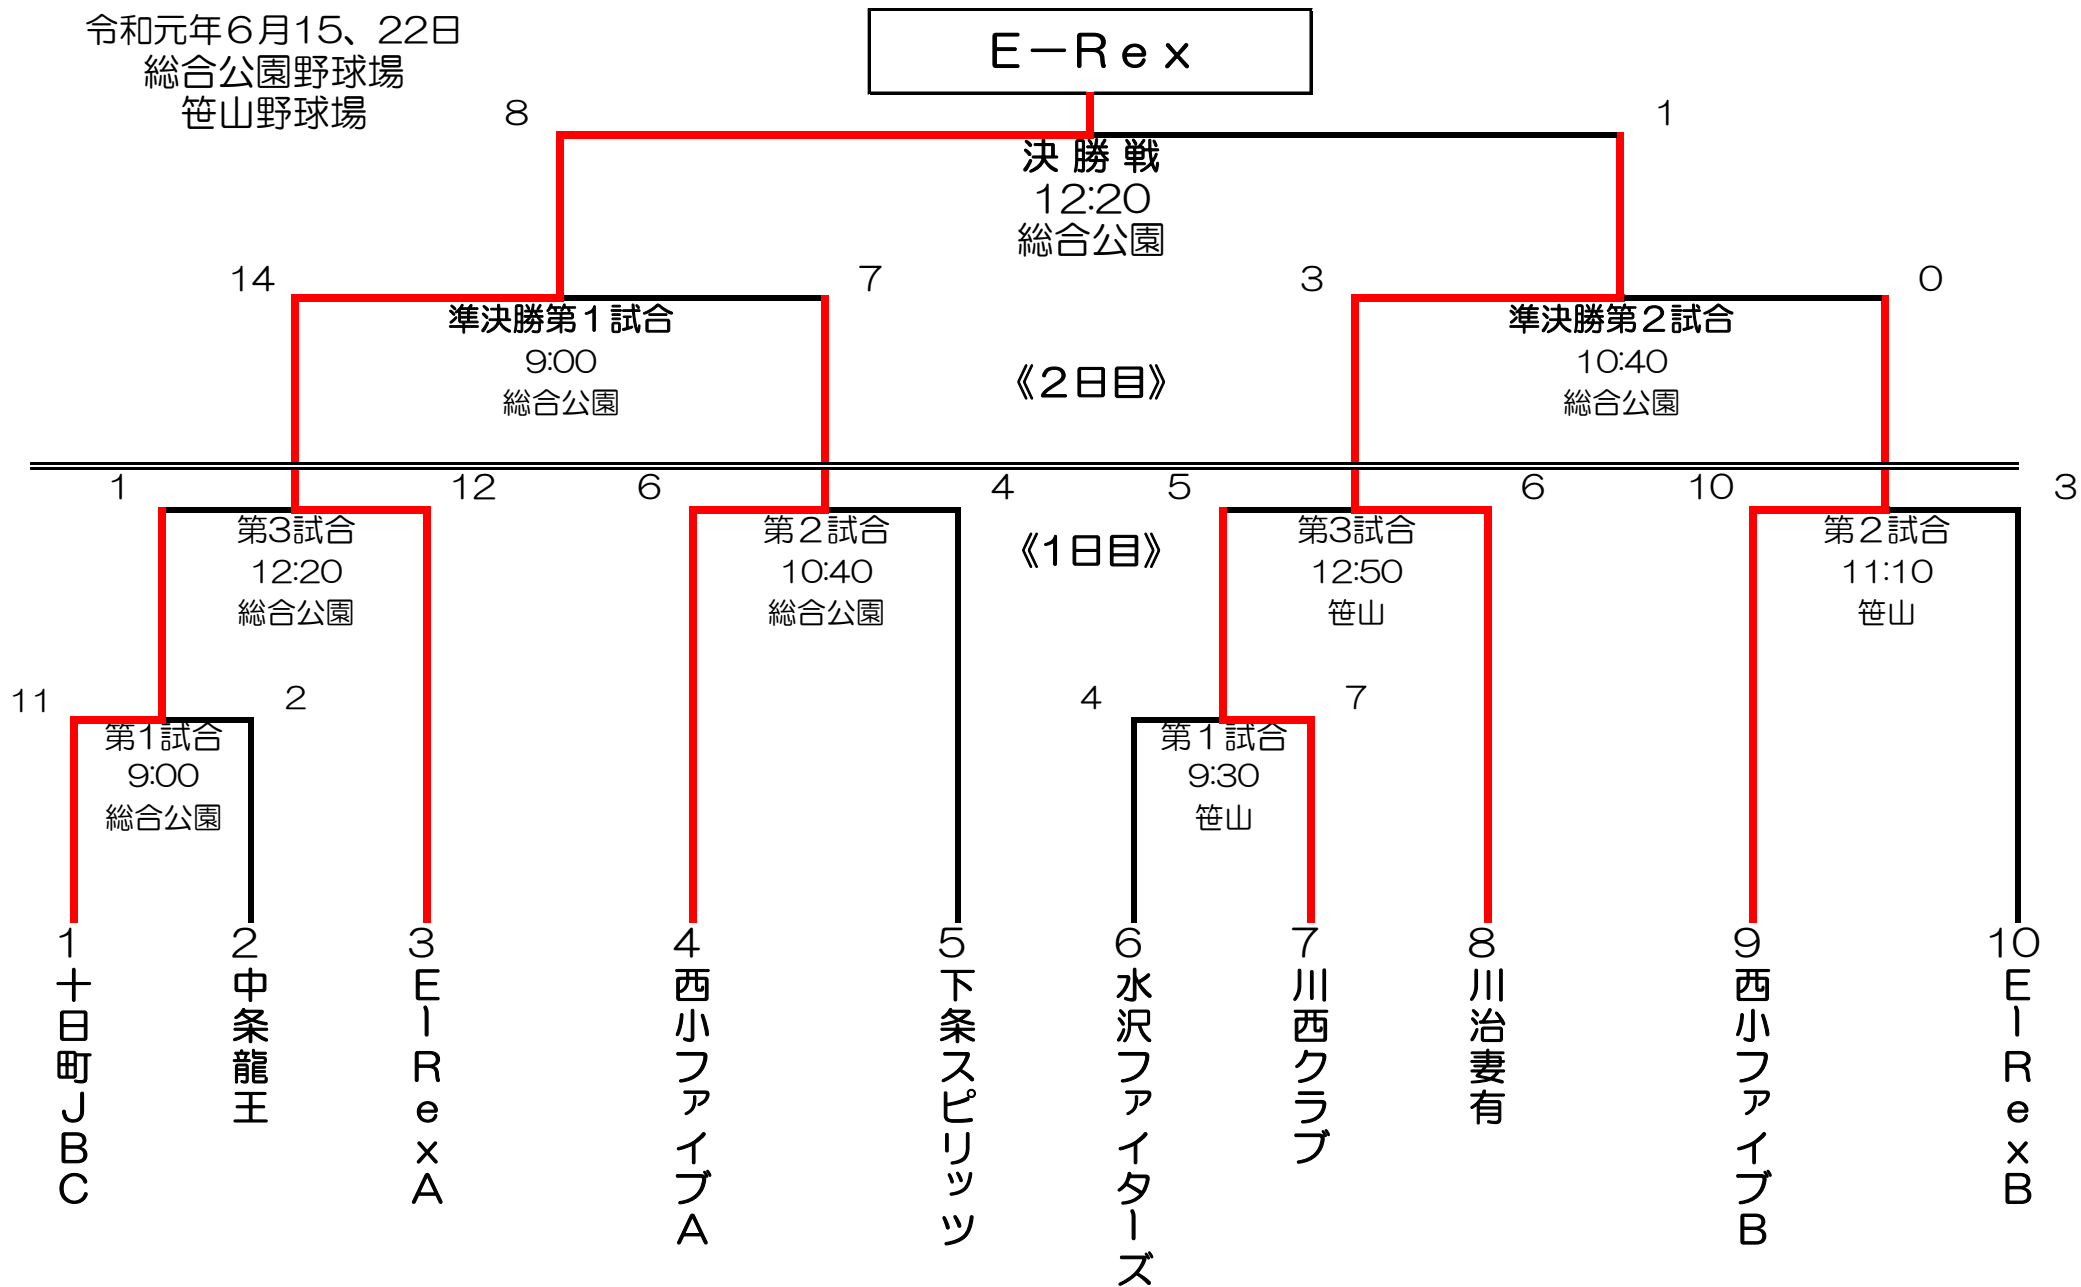 令和元年６月15、22日
総合公園野球場
笹山野球場
Ｅ－Ｒｅｘ
8
1
決 勝 戦
12:20
総合公園
14
7
3
0
準決勝第１試合
9:00
総合公園
準決勝第２試合
10:40
総合公園
《２日目》
1
12
6
4
5
6
10
3
第3試合
12:20
総合公園
第２試合
10:40
総合公園
《１日目》
第3試合
12:50
笹山
第２試合
11:10
笹山
11
2
4
7
第1試合
9:00
総合公園
第１試合
9:30
笹山
1
十日町ＪＢＣ
2
中条龍王
3
Ｅ－ＲｅｘＡ
4
西小ファイブＡ
5
下条スピリッツ
6
水沢ファイターズ
7
川西クラブ
8
川治妻有
9
西小ファイブＢ
10
Ｅ－ＲｅｘＢ